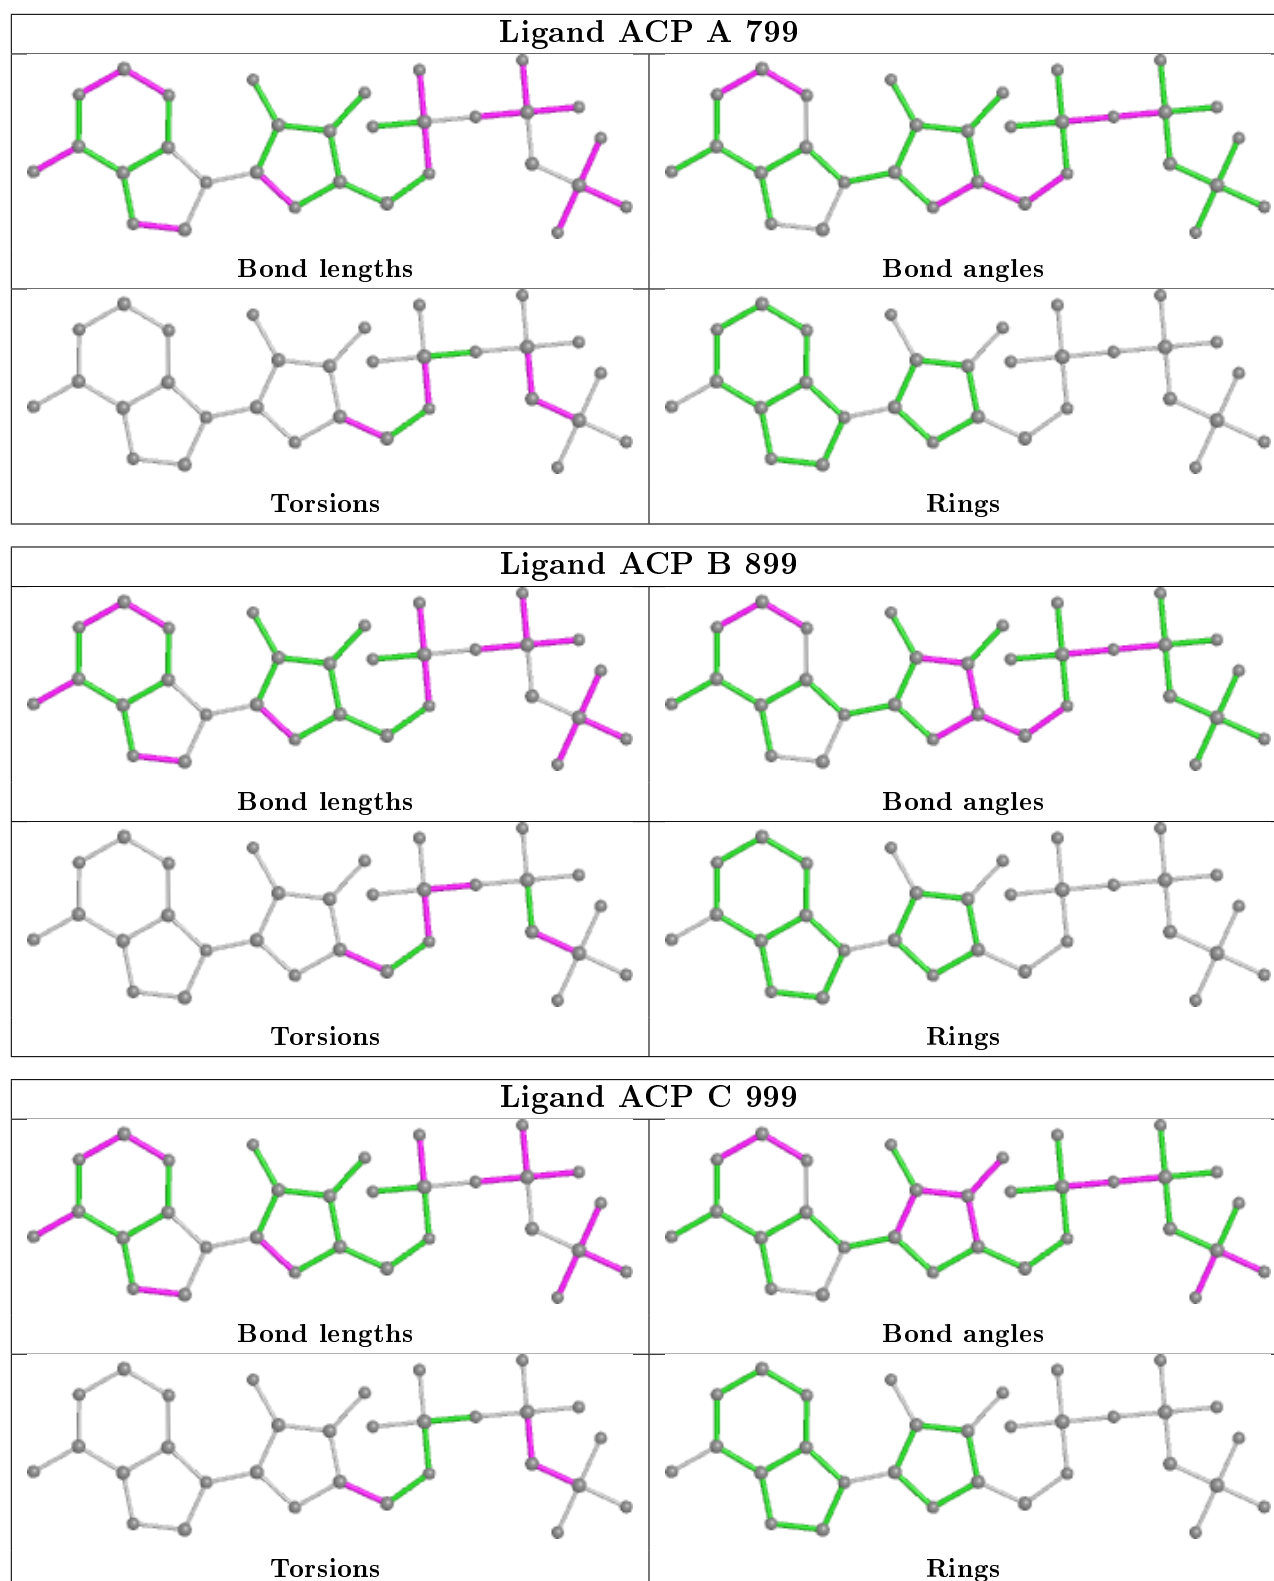 Ligand ACP A 799
Bond lengths
Bond angles
Torsions
Rings
Ligand ACP B 899
Bond lengths
Bond angles
Torsions
Rings
Ligand ACP C 999
Bond lengths
Bond angles
Torsions
Rings